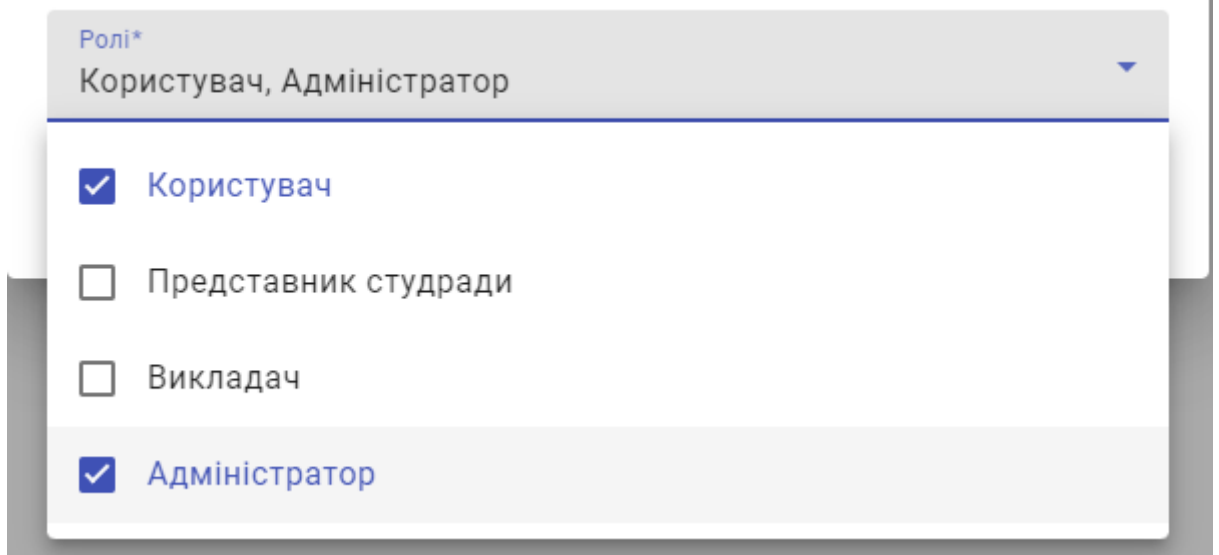 Ролі*
Користувач, Адміністратор
Користувач
Представник студради
Викладач
Адміністратор